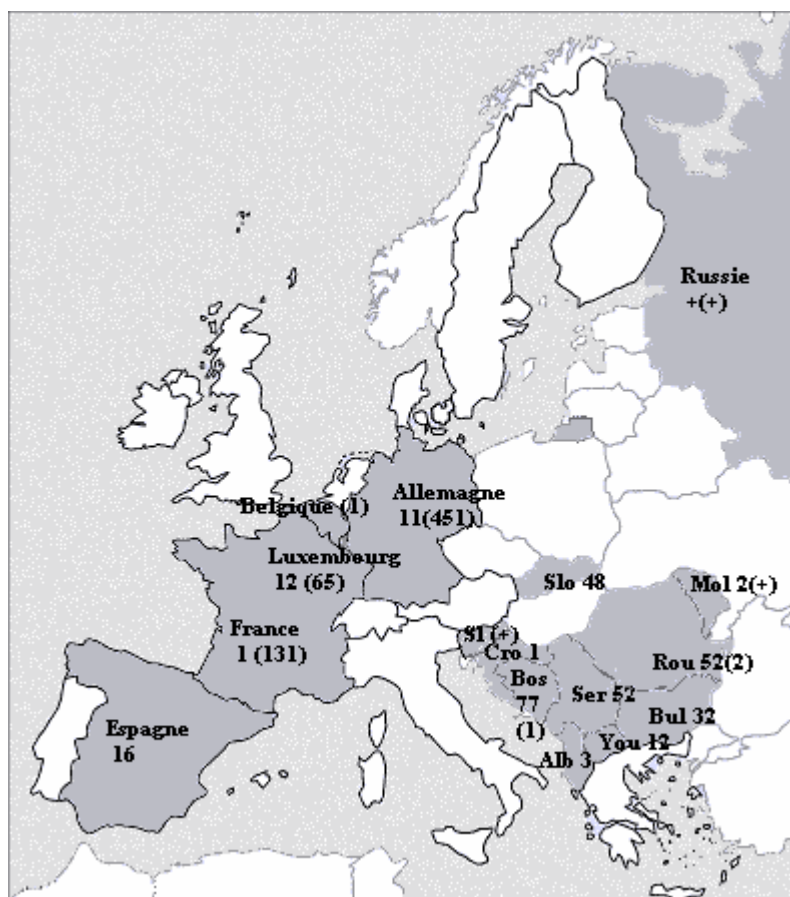 Russie
+(+)
Belgique (1)
Allemagne
11(451)
Luxembourg
12 (65)
Slo 48
Mol 2(+)
France
1 (131)
Sl (+)
Cro 1
Bos
77
(1)
Ser 52
Rou 52(2)
Bul 32
Espagne
16
You 12
Alb 3